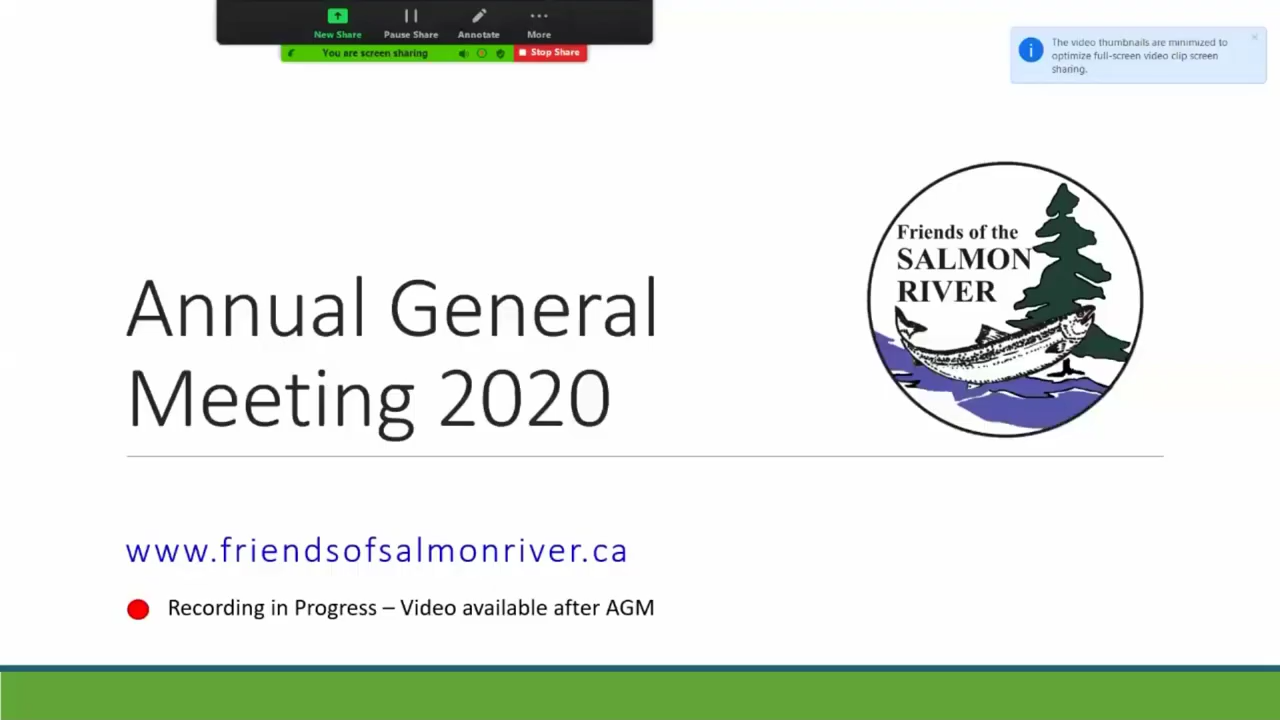 New Share
Pause Share
Annotate
More
You are screen sharing
Stop Share
The video thumbnails are minimized to
optimize full-screen video clip screen
sharing.
Friends of the
SALMON
RIVER
Annual General
Meeting 2020
www.friendsofsalmonriver.ca
Recording in Progress – Video available after AGM